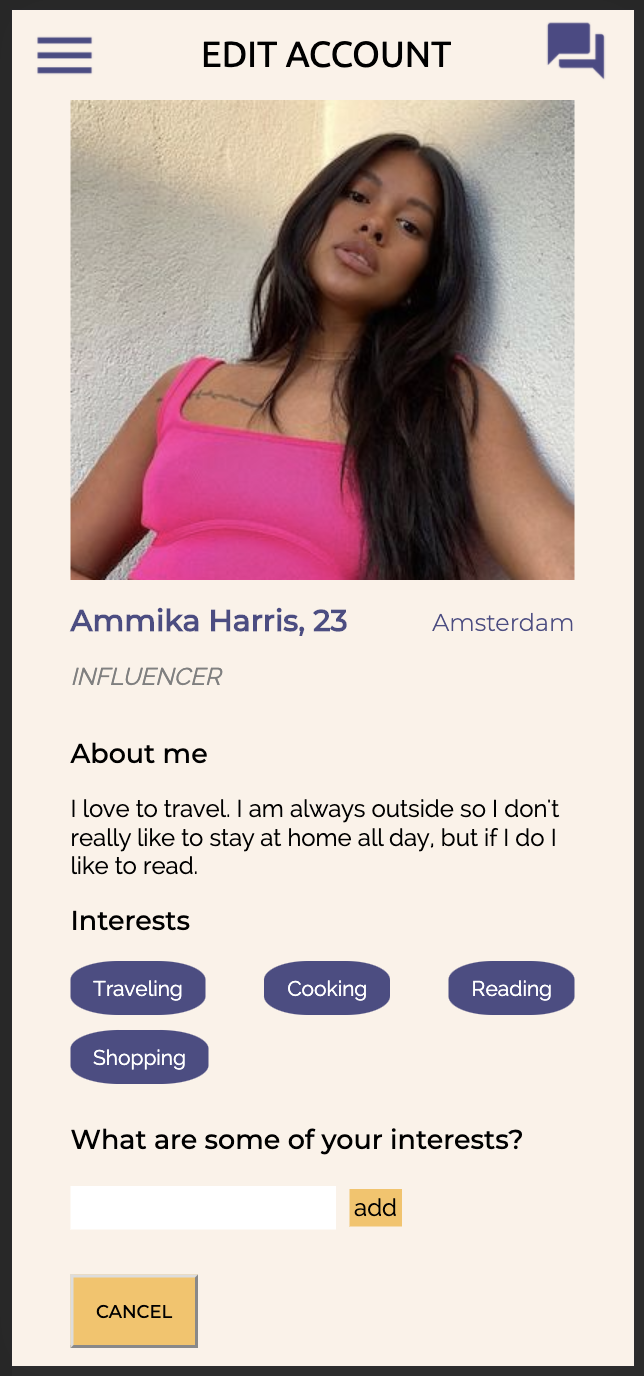 EDIT ACCOUNT
Ammika Harris, 23
Amsterdam
INFLUENCER
About me
I love to travel. I am always outside so I don't
really like to stay at home all day, but if I do I
like to read.
Interests
Traveling
Cooking
Reading
Shopping
What are some of your interests?
add
CANCEL